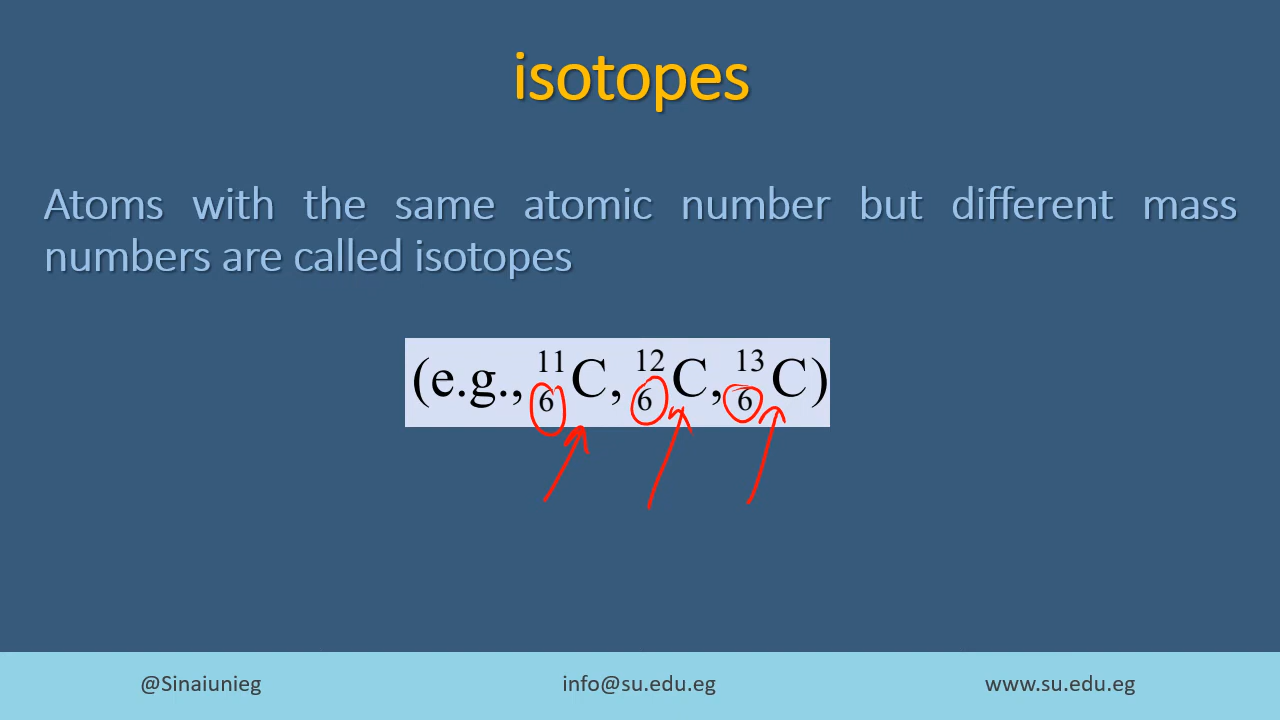 isotopes
Atoms with the same atomic number but different mass
numbers are called isotopes
(e.g., ¹¹₆C, ¹²₆C, ¹³₆C)
@Sinaiunieg info@su.edu.eg www.su.edu.eg